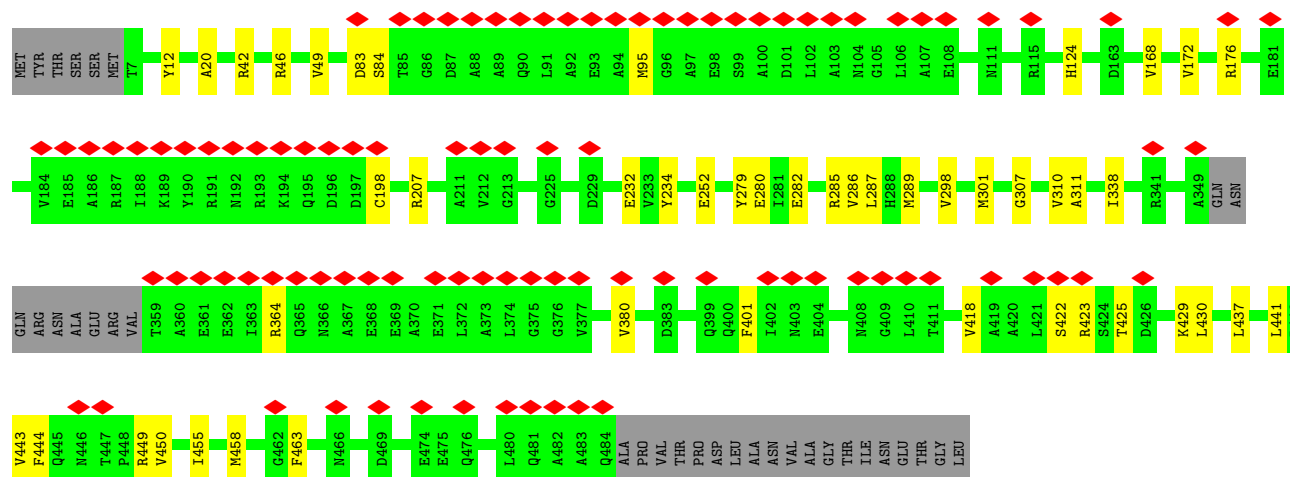 MET TYR THR SER SER MET T7 Y12 A20 R42 R46 V49 D83 S84 T85 G86 D87 A88 A89 Q90 L91 A92 E93 A94 M95 G96 A97 E98 S99 A100 D101 L102 A103 N104 G105 L106 A107 E108 N111 R115 H124 D163 V168 V172 R176 E181
V184 E185 A186 R187 I188 K189 Y190 R191 N192 R193 K194 Q195 D196 D197 C198 R207 A211 V212 G213 G225 D229 E232 V233 Y234 E252 Y279 E280 I281 E282 R285 V286 L287 H288 M289 V298 M301 G307 V310 A311 I338 R341 A349 GLN ASN
GLN ARG ASN ALA GLU ARG VAL T359 A360 E361 E362 I363 R364 Q365 N366 A367 E368 E369 A370 E371 L372 A373 L374 G375 G376 V377 V380 D383 Q399 Q400 F401 I402 N403 E404 N408 G409 L410 T411 V418 A419 A420 L421 S422 R423 S424 T425 D426 K429 L430 L437 L441
V443 F444 Q445 N446 T447 P448 R449 V450 I455 M458 G462 F463 N466 D469 E474 E475 Q476 L480 Q481 A482 A483 Q484 ALA PRO VAL THR PRO ASP LEU ALA ASN VAL ALA GLY THR ILE ASN GLU THR GLY LEU